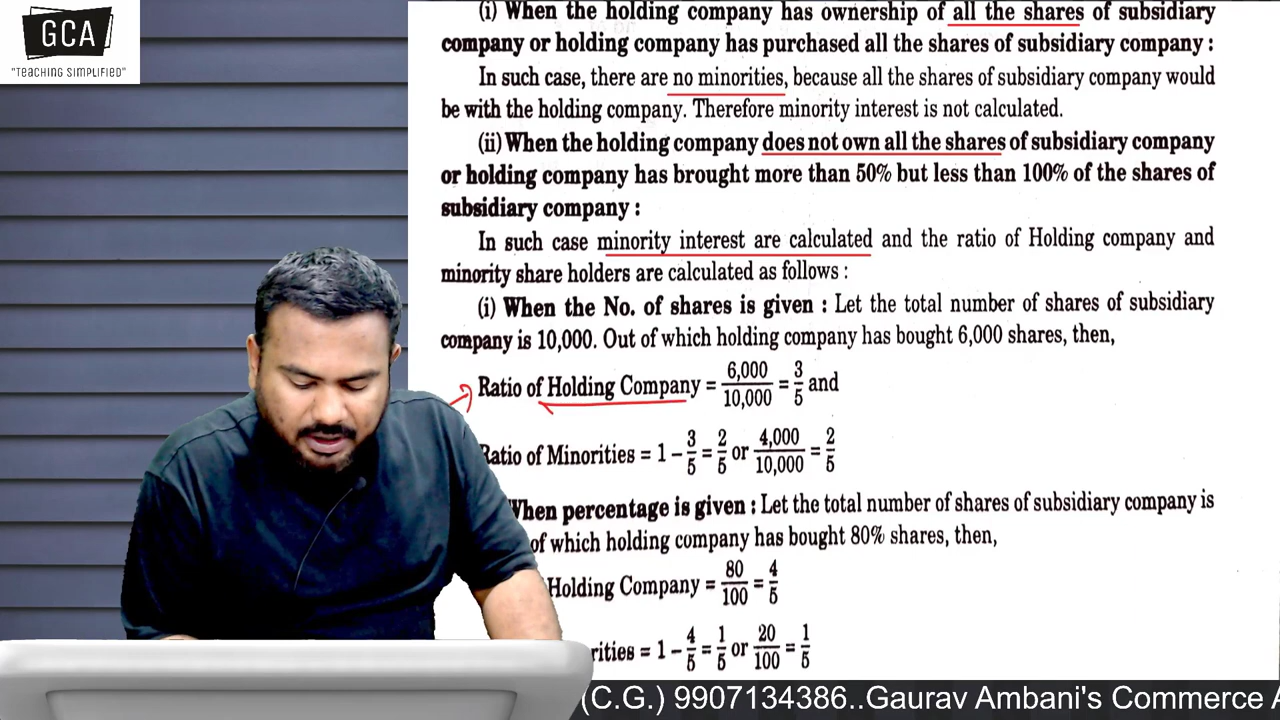 GCA
"TEACHING SIMPLIFIED"
(i) When the holding company has ownership of all the shares of subsidiary
company or holding company has purchased all the shares of subsidiary company :
In such case, there are no minorities, because all the shares of subsidiary company would
be with the holding company. Therefore minority interest is not calculated.
(ii) When the holding company does not own all the shares of subsidiary company
or holding company has brought more than 50% but less than 100% of the shares of
subsidiary company :
In such case minority interest are calculated and the ratio of Holding company and
minority share holders are calculated as follows :
(i) When the No. of shares is given : Let the total number of shares of subsidiary
company is 10,000. Out of which holding company has bought 6,000 shares, then,
Ratio of Holding Company = 6,000/10,000 = 3/5 and
Ratio of Minorities = 1 - 3/5 = 2/5 or 4,000/10,000 = 2/5
When percentage is given : Let the total number of shares of subsidiary company is
of which holding company has bought 80% shares, then,
Holding Company = 80/100 = 4/5
rities = 1 - 4/5 = 1/5 or 20/100 = 1/5
(C.G.) 9907134386..Gaurav Ambani's Commerce A